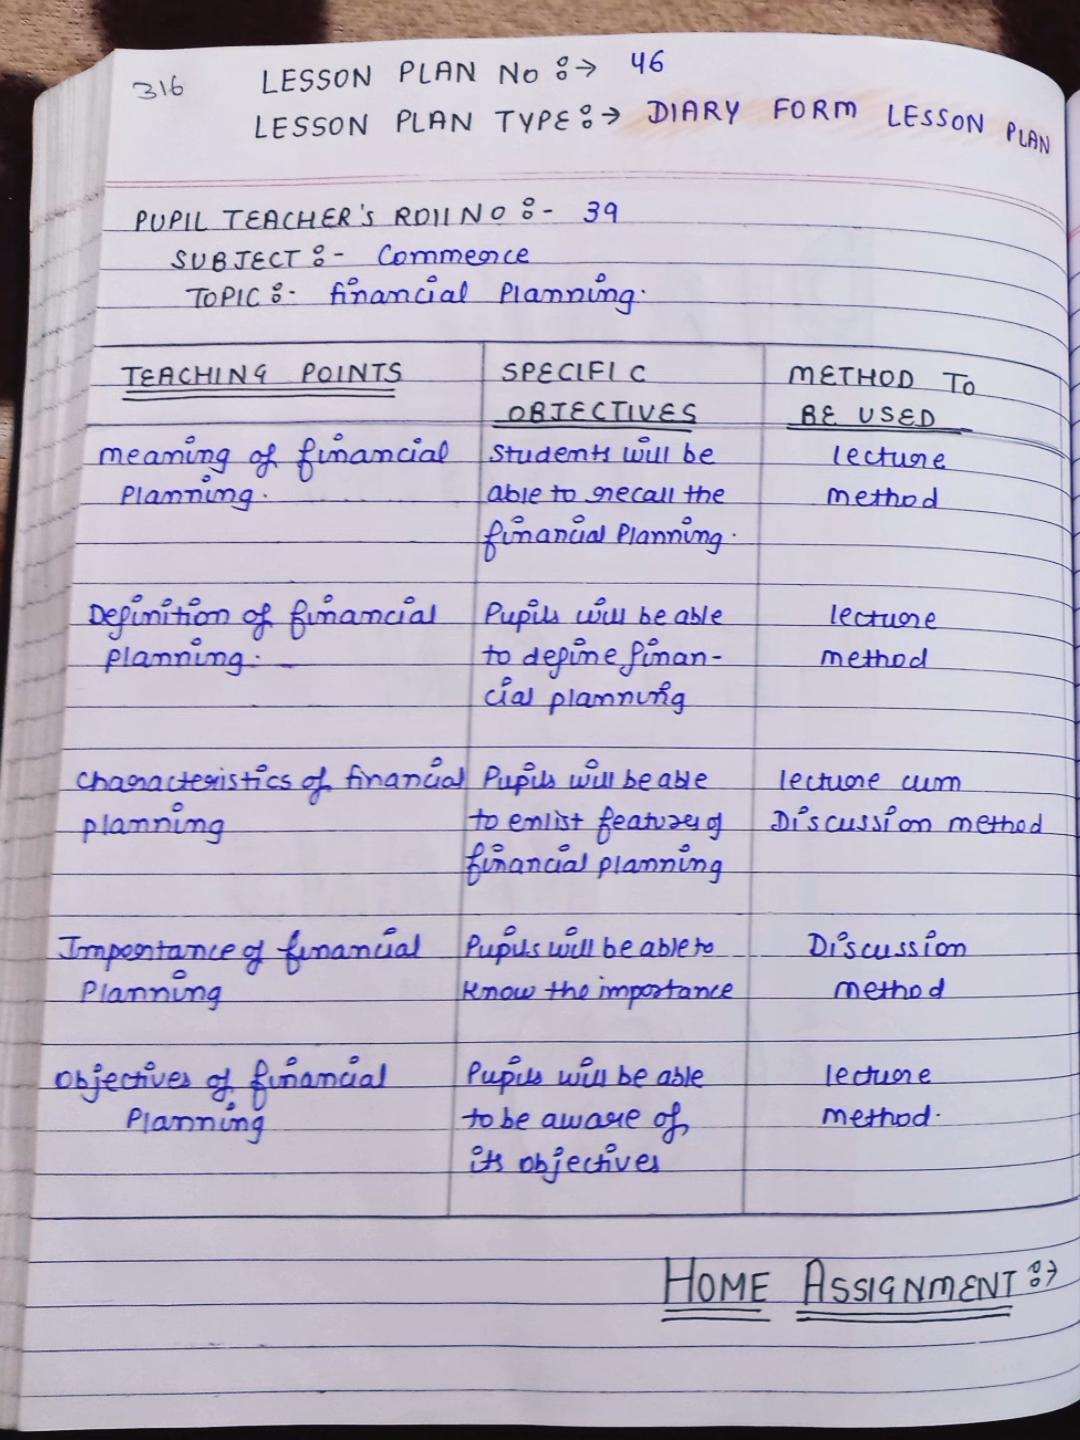 316
LESSON PLAN No :→ 46
LESSON PLAN TYPE :→ DIARY FORM LESSON PLAN
PUPIL TEACHER'S ROll No :- 39
SUBJECT :- Commerce
TOPIC :- financial Planning.
TEACHING POINTS
SPECIFIC
OBJECTIVES
METHOD To
BE USED
meaning of financial
Planning.
Students will be
able to recall the
financial Planning.
lecture
method
Definition of financial
planning.
Pupils will be able
to define finan-
cial planning
lecture
method
Characteristics of financial
planning
Pupils will be able
to enlist features of
financial planning
lecture cum
Discussion method
Importance of financial
Planning
Pupils will be able to
know the importance
Discussion
method
Objectives of financial
Planning
Pupils will be able
to be aware of
its objectives
lecture
method.
HOME ASSIGNMENT :→